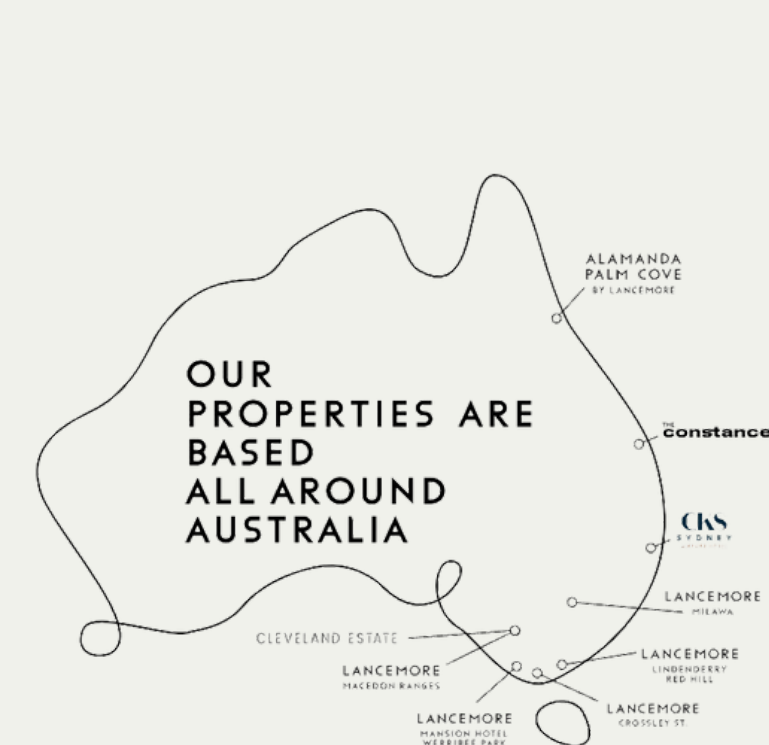 ALAMANDA
PALM COVE
BY LANCEMORE
OUR
PROPERTIES ARE
BASED
ALL AROUND
AUSTRALIA
THE
constance
CKS
SYDNEY
LANCEMORE
MILAWA
CLEVELAND ESTATE
LANCEMORE
MACEDON RANGES
LANCEMORE
LINDENDERRY
RED HILL
LANCEMORE
CROSSLEY ST.
LANCEMORE
MANSION HOTEL
WERRIBEE PARK